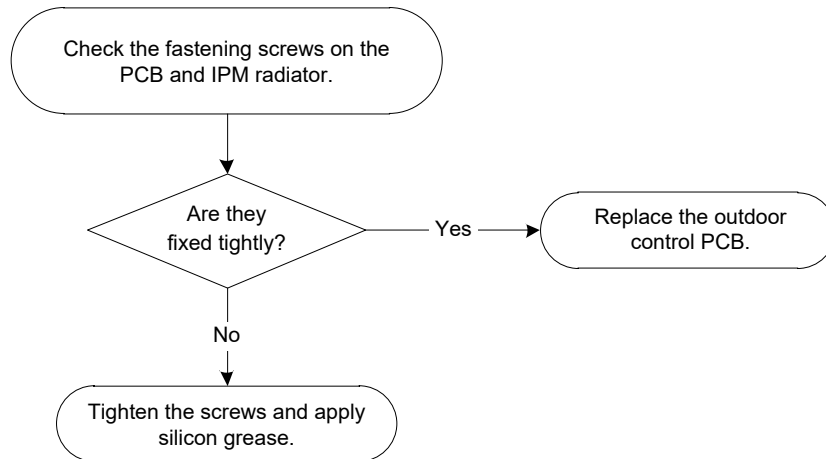 Check the fastening screws on the
PCB and IPM radiator.
Are they
fixed tightly?
Yes
Replace the outdoor
control PCB.
No
Tighten the screws and apply
silicon grease.